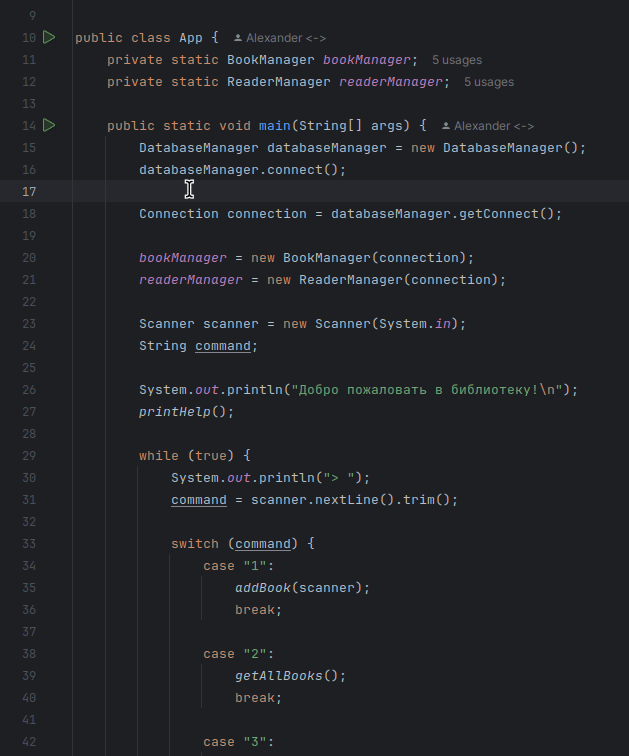 9
10 public class App { Alexander <->
11 private static BookManager bookManager; 5 usages
12 private static ReaderManager readerManager; 5 usages
13
14 public static void main(String[] args) { Alexander <->
15 DatabaseManager databaseManager = new DatabaseManager();
16 databaseManager.connect();
17
18 Connection connection = databaseManager.getConnect();
19
20 bookManager = new BookManager(connection);
21 readerManager = new ReaderManager(connection);
22
23 Scanner scanner = new Scanner(System.in);
24 String command;
25
26 System.out.println("Добро пожаловать в библиотеку!\n");
27 printHelp();
28
29 while (true) {
30 System.out.println("> ");
31 command = scanner.nextLine().trim();
32
33 switch (command) {
34 case "1":
35 addBook(scanner);
36 break;
37
38 case "2":
39 getAllBooks();
40 break;
41
42 case "3":